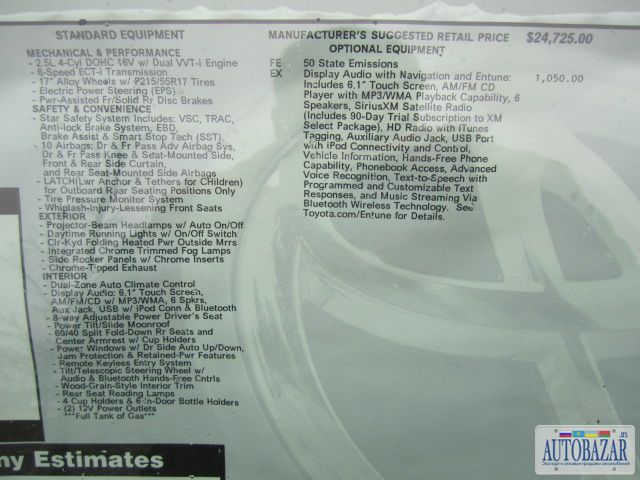 STANDARD EQUIPMENT
MECHANICAL & PERFORMANCE
- 2.5L 4-Cyl DOHC 16V w/ Dual VVT-i Engine
- 6-Speed ECT-i Transmission
- 17" Alloy Wheels w/ P215/55R17 Tires
- Electric Power Steering (EPS)
- Pwr-Assisted Fr/Solid Rr Disc Brakes
SAFETY & CONVENIENCE
- Star Safety System Includes: VSC, TRAC,
Anti-lock Brake System, EBD,
Brake Assist & Smart Stop Tech (SST)
- 10 Airbags: Dr & Fr Pass Adv Airbag Sys,
Dr & Fr Pass Knee & Seat-Mounted Side,
Front & Rear Side Curtain,
and Rear Seat-Mounted Side Airbags
- LATCH(Lwr Anchor & Tethers for Children)
for Outboard Rear Seating Positions Only
- Tire Pressure Monitor System
- Whiplash-Injury-Lessening Front Seats
EXTERIOR
- Projector-Beam Headlamps w/ Auto On/Off
- Daytime Running Lights w/ On/Off Switch
- Clr-Kyd Folding Heated Pwr Outside Mrrs
- Integrated Chrome Trimmed Fog Lamps
- Side Rocker Panels w/ Chrome Inserts
- Chrome-Tipped Exhaust
INTERIOR
- Dual-Zone Auto Climate Control
- Display Audio: 6.1" Touch Screen,
AM/FM/CD w/ MP3/WMA, 6 Spkrs,
Aux Jack, USB w/ iPod Conn & Bluetooth
- 8-way Adjustable Power Driver's Seat
- Power Tilt/Slide Moonroof
- 60/40 Split Fold-Down Rr Seats and
Center Armrest w/ Cup Holders
- Power Windows w/ Dr Side Auto Up/Down,
Jam Protection & Retained-Pwr Features
- Remote Keyless Entry System
- Tilt/Telescopic Steering Wheel w/
Audio & Bluetooth Hands-Free Cntrls
- Wood-Grain-Style Interior Trim
- Rear Seat Reading Lamps
- 4 Cup Holders & 6 In-Door Bottle Holders
- (2) 12V Power Outlets
***Full Tank of Gas***
MANUFACTURER'S SUGGESTED RETAIL PRICE $24,725.00
OPTIONAL EQUIPMENT
FE 50 State Emissions
EX Display Audio with Navigation and Entune: 1,050.00
Includes 6.1" Touch Screen, AM/FM CD
Player with MP3/WMA Playback Capability, 6
Speakers, SiriusXM Satellite Radio
(Includes 90-Day Trial Subscription to XM
Select Package), HD Radio with iTunes
Tagging, Auxiliary Audio Jack, USB Port
with iPod Connectivity and Control,
Vehicle Information, Hands-Free Phone
Capability, Phonebook Access, Advanced
Voice Recognition, Text-to-Speech with
Programmed and Customizable Text
Responses, and Music Streaming Via
Bluetooth Wireless Technology. See
Toyota.com/Entune for Details.
ny Estimates
AUTOBAZAR .us
Экспорт и оптовые продажи автомобилей